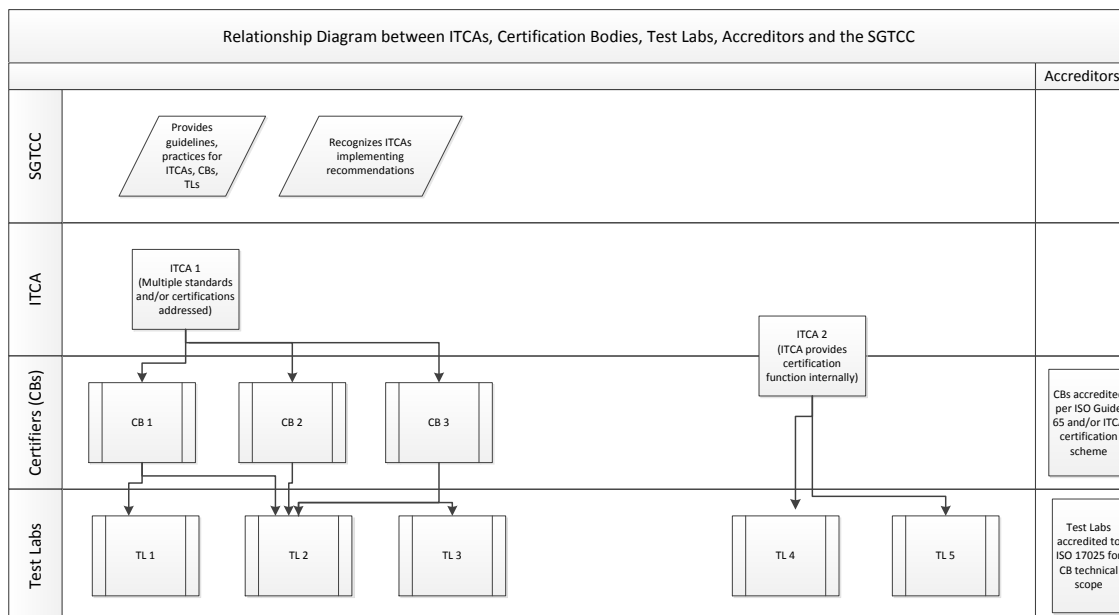 Relationship Diagram between ITCAs, Certification Bodies, Test Labs, Accreditors and the SGTCC
Accreditors
SGTCC
Provides
guidelines,
practices for
ITCAs, CBs,
TLs
Recognizes ITCAs
implementing
recommendations
ITCA
ITCA 1
(Multiple standards
and/or certifications
addressed)
ITCA 2
(ITCA provides
certification
function internally)
Certifiers (CBs)
CB 1
CB 2
CB 3
CBs accredited
per ISO Guide
65 and/or ITCA
certification
scheme
Test Labs
TL 1
TL 2
TL 3
TL 4
TL 5
Test Labs
accredited to
ISO 17025 for
CB technical
scope